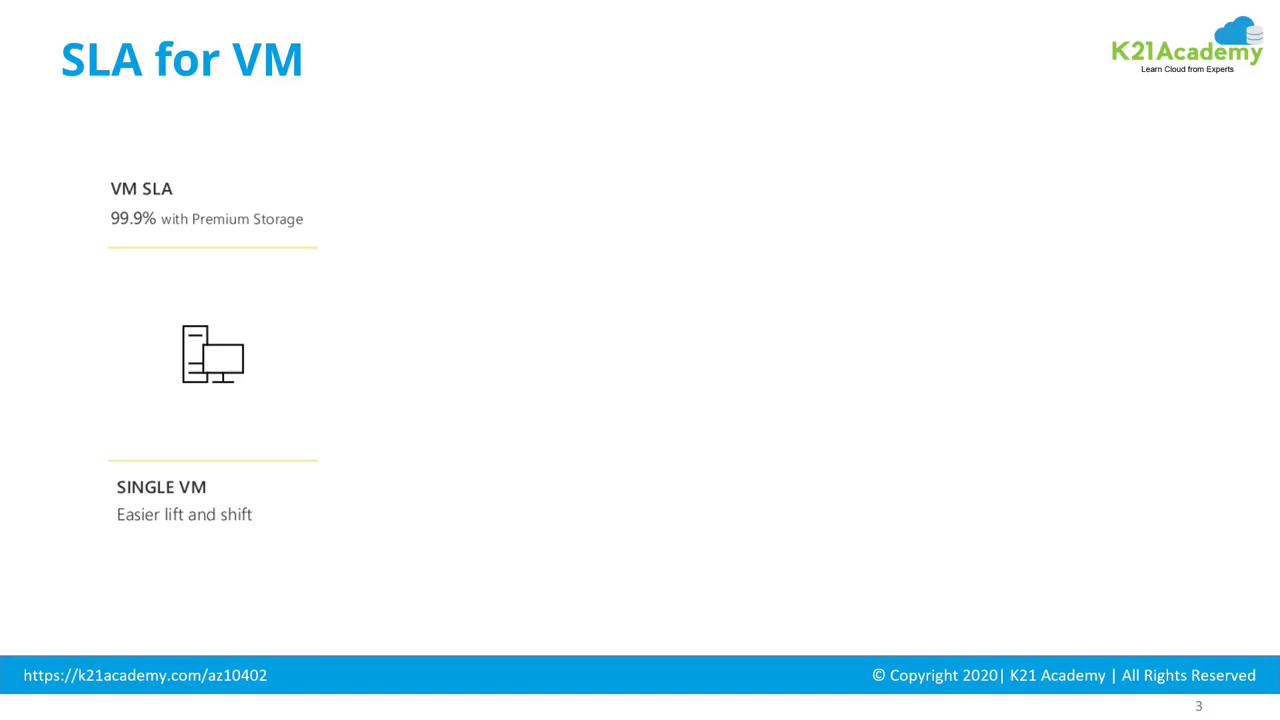 SLA for VM
K21Academy
Learn Cloud from Experts
VM SLA
99.9% with Premium Storage
SINGLE VM
Easier lift and shift
https://k21academy.com/az10402
© Copyright 2020| K21 Academy | All Rights Reserved
3